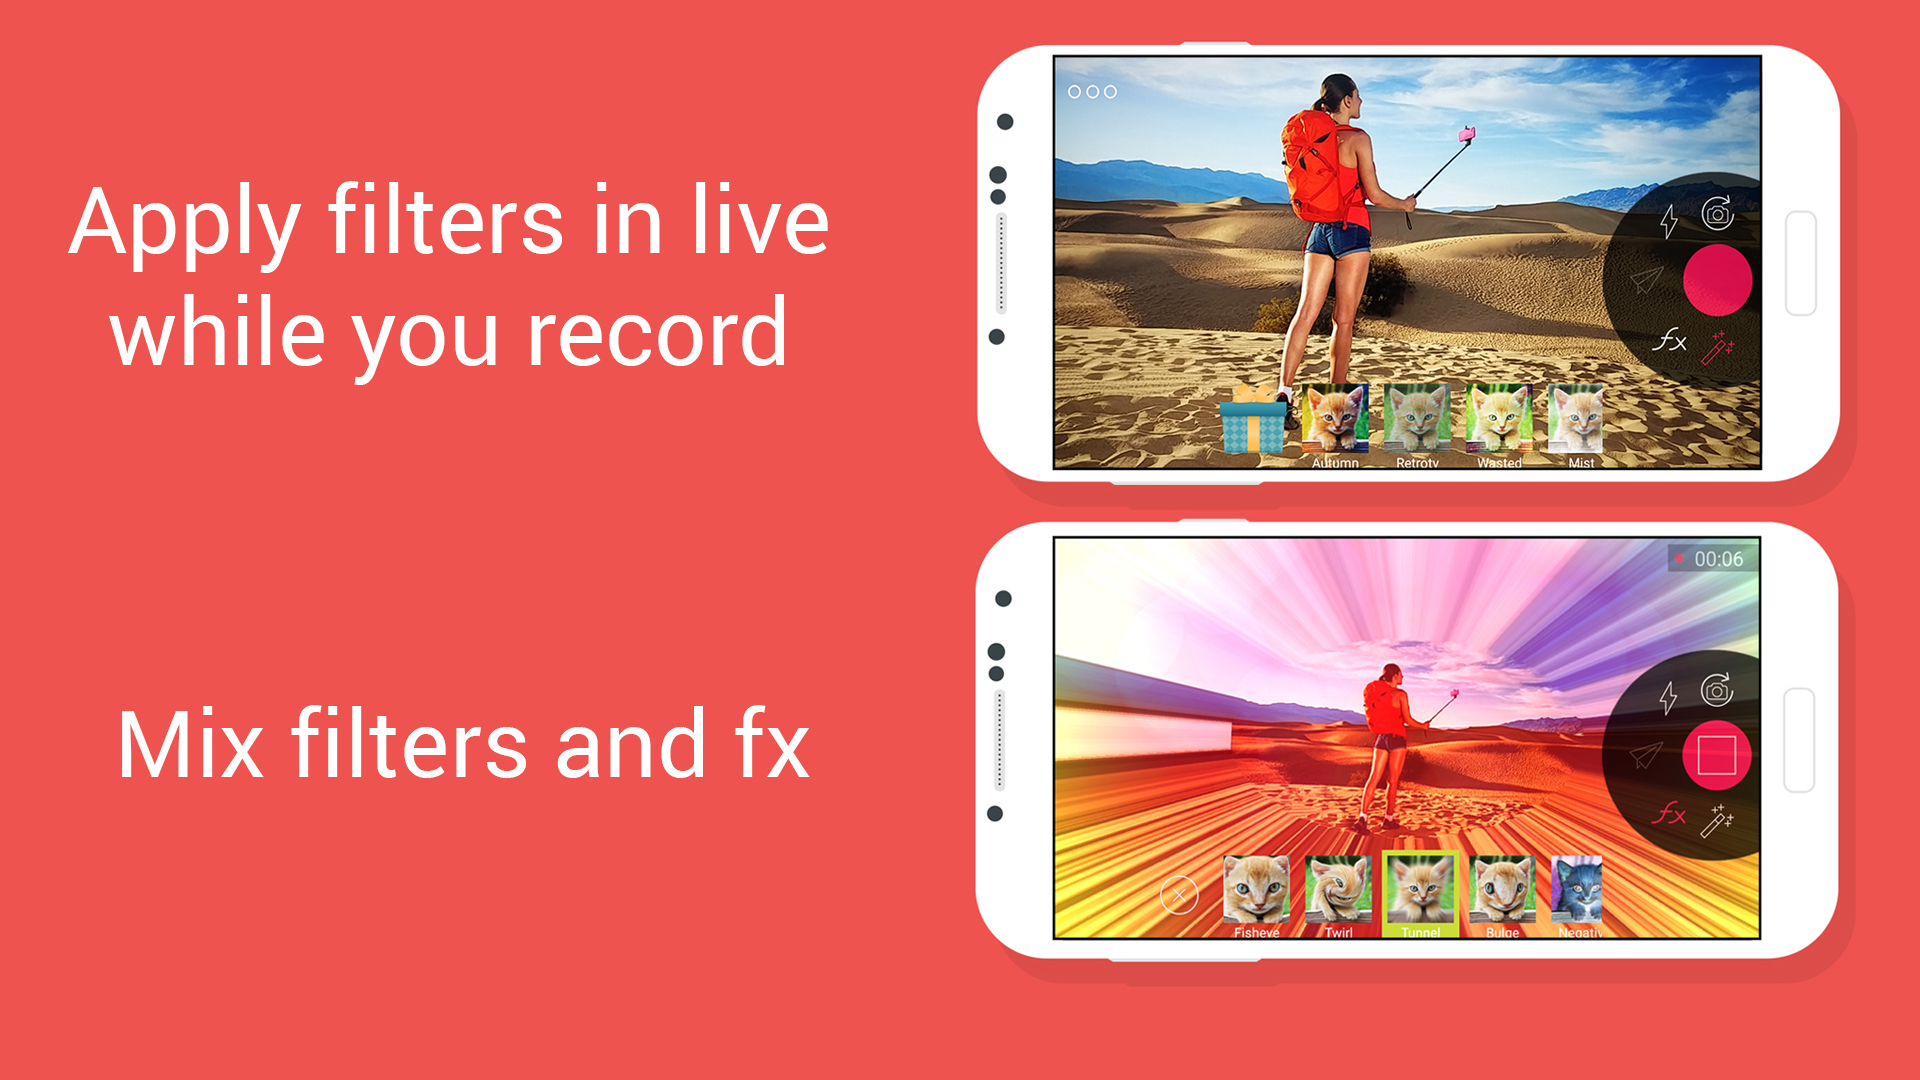 Apply filters in live
while you record
fx
Autumn
Retroty
Wasted
Mist
Mix filters and fx
00:06
fx
Fisheye
Twirl
Tunnel
Bulge
Negativ